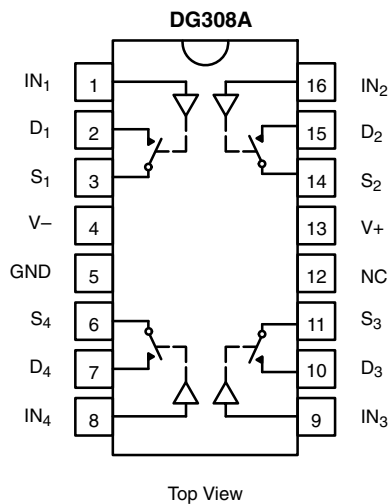 DG308A
IN1 1 16 IN2
D1 2 15 D2
S1 3 14 S2
V– 4 13 V+
GND 5 12 NC
S4 6 11 S3
D4 7 10 D3
IN4 8 9 IN3
Top View